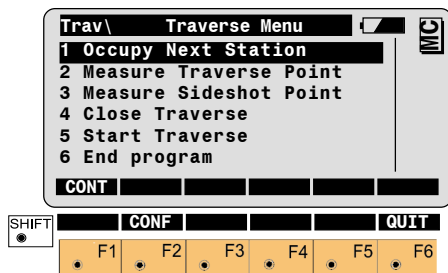 Trav\ Traverse Menu
MC
1 Occupy Next Station
2 Measure Traverse Point
3 Measure Sideshot Point
4 Close Traverse
5 Start Traverse
6 End program
CONT
SHIFT CONF QUIT
F1 F2 F3 F4 F5 F6